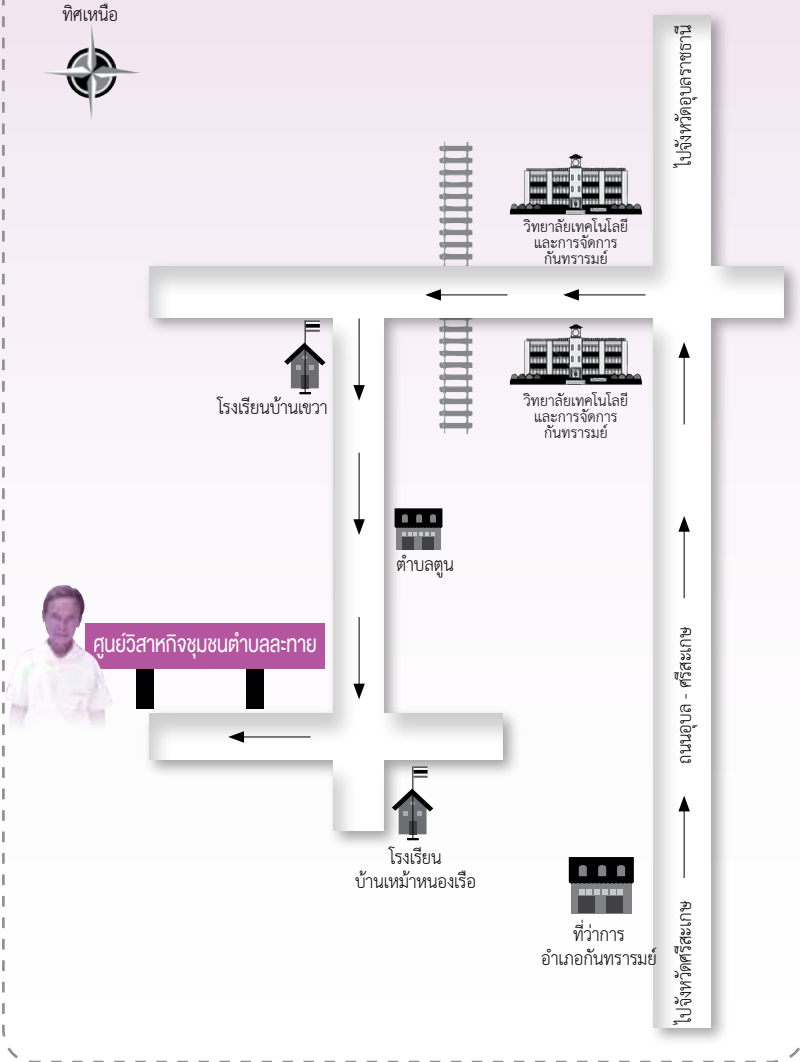 ทิศเหนือ
ไปจังหวัดอุบลราชธานี
วิทยาลัยเทคโนโลยี
และการจัดการ
กันทรารมย์
วิทยาลัยเทคโนโลยี
และการจัดการ
กันทรารมย์
โรงเรียนบ้านเขวา
ตำบลตูน
ศูนย์วิสาหกิจชุมชนตำบลละทาย
ถนนอุบล - ศรีสะเกษ
โรงเรียน
บ้านเหม้าหนองเรือ
ที่ว่าการ
อำเภอกันทรารมย์
ไปจังหวัดศรีสะเกษ